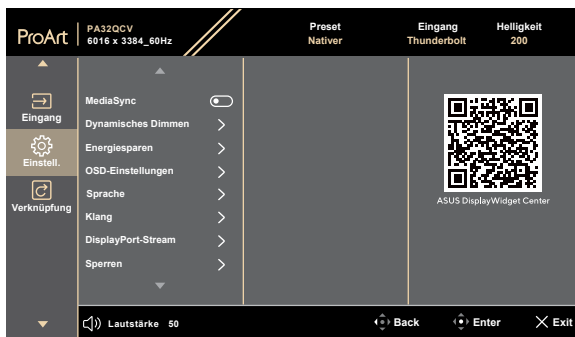 ProArt
PA32QCV
6016 x 3384_60Hz
Preset
Nativer
Eingang
Thunderbolt
Helligkeit
200
Eingang
Einstell.
Verknüpfung
MediaSync
Dynamisches Dimmen
Energiesparen
OSD-Einstellungen
Sprache
Klang
DisplayPort-Stream
Sperren
ASUS DisplayWidget Center
Lautstärke 50
Back
Enter
Exit